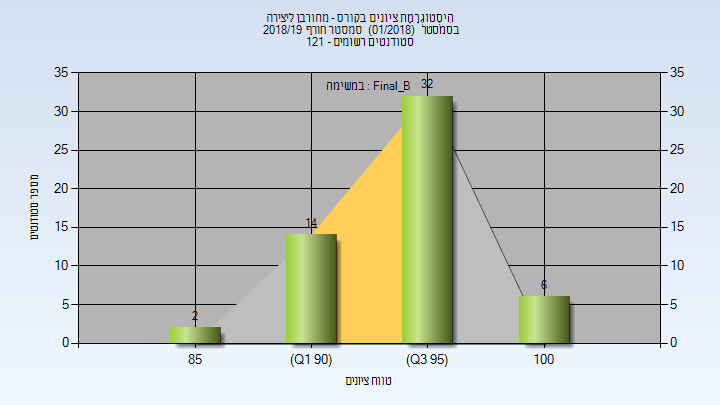 היסטוגרמת ציונים בקורס - מחורבן ליצירה
בסמסטר (01/2018) סמסטר חורף 2018/19
סטודנטים רשומים - 121
במשימה : Final_B
35
30
25
20
15
10
5
0
35
30
25
20
15
10
5
0
מספר סטודנטים
2
14
32
6
85
(Q1 90)
(Q3 95)
100
טווח ציונים